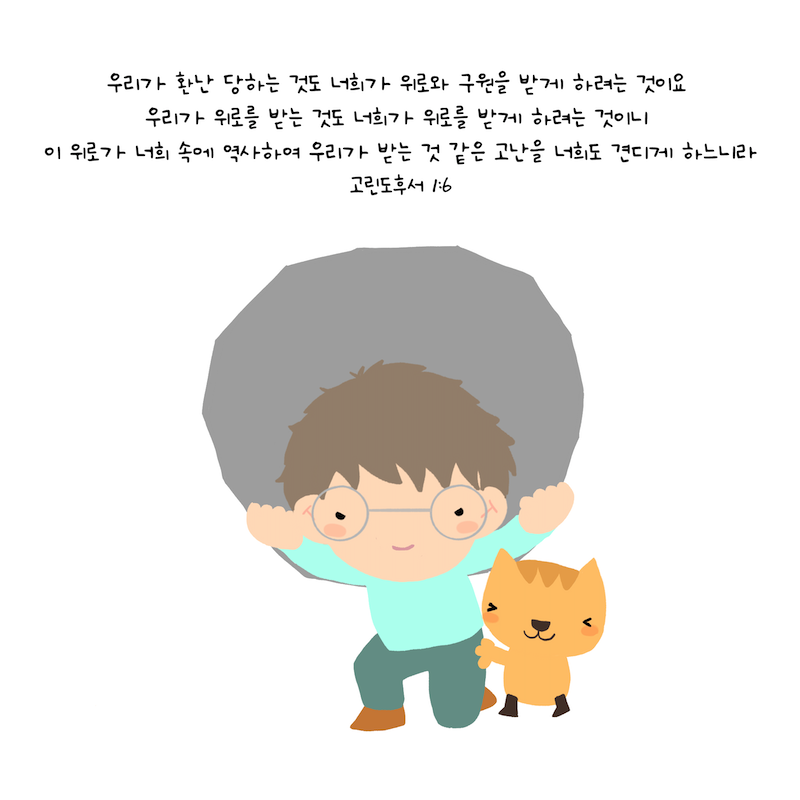 우리가 환난 당하는 것도 너희가 위로와 구원을 받게 하려는 것이요
우리가 위로를 받는 것도 너희가 위로를 받게 하려는 것이니
이 위로가 너희 속에 역사하여 우리가 받는 것 같은 고난을 너희도 견디게 하느니라
고린도후서 1:6